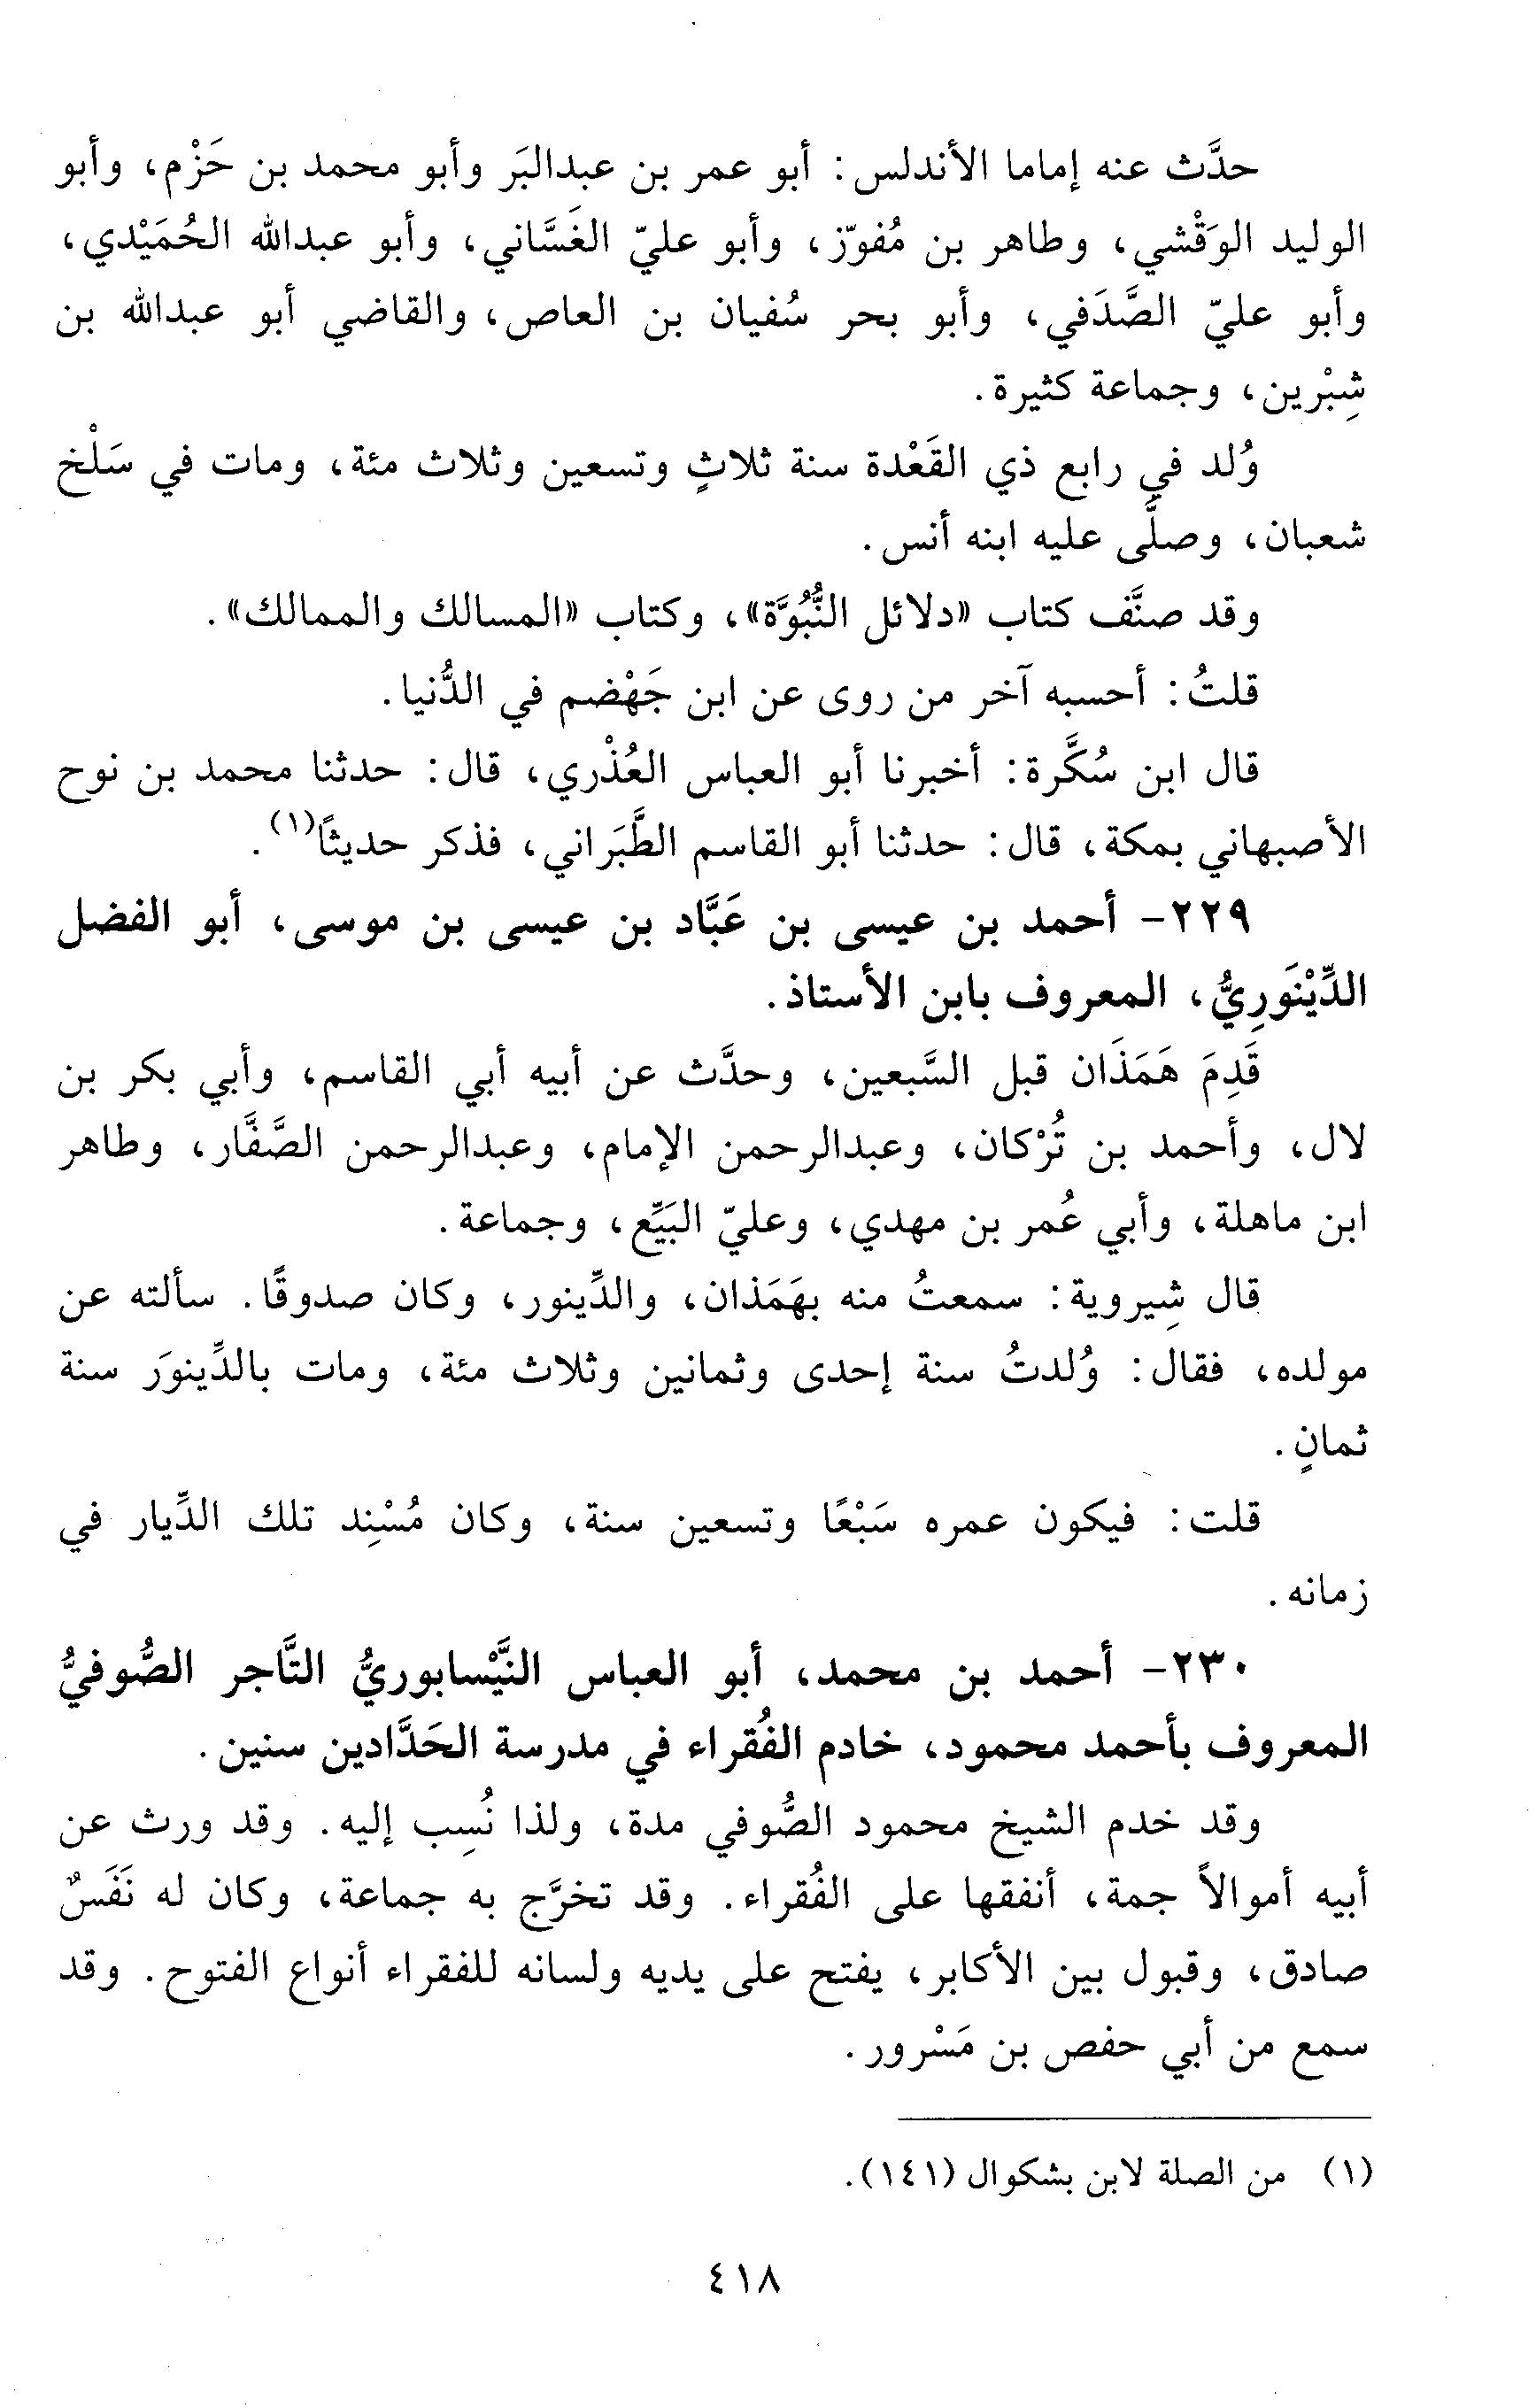 حدَّث عنه إماما الأندلس: أبو عمر بن عبدالبَر وأبو محمد بن حَزْم، وأبو
الوليد الوَقْشي، وطاهر بن مُفوّز، وأبو عليّ الغَسَّاني، وأبو عبدالله الحُمَيْدي،
وأبو عليّ الصَّدَفي، وأبو بحر سُفيان بن العاص، والقاضي أبو عبدالله بن
شِبْرين، وجماعة كثيرة.
وُلد في رابع ذي القَعْدة سنة ثلاثٍ وتسعين وثلاث مئة، ومات في سَلْخ
شعبان، وصلَّى عليه ابنه أنس.
وقد صنَّف كتاب «دلائل النُّبُوَّة»، وكتاب «المسالك والممالك».
قلتُ: أحسبه آخر من روى عن ابن جَهْضم في الدُّنيا.
قال ابن سُكَّرة: أخبرنا أبو العباس العُذْري، قال: حدثنا محمد بن نوح
الأصبهاني بمكة، قال: حدثنا أبو القاسم الطَّبَراني، فذكر حديثًا(١).
٢٢٩- أحمد بن عيسى بن عَبَّاد بن عيسى بن موسى، أبو الفضل
الدِّيْنَوِريُّ، المعروف بابن الأستاذ.
قَدِمَ هَمَذَان قبل السَّبعين، وحدَّث عن أبيه أبي القاسم، وأبي بكر بن
لال، وأحمد بن تُرْكان، وعبدالرحمن الإمام، وعبدالرحمن الصَّفَّار، وطاهر
ابن ماهلة، وأبي عُمر بن مهدي، وعليّ البَيِّع، وجماعة.
قال شِيروية: سمعتُ منه بهَمَذان، والدِّينور، وكان صدوقًا. سألته عن
مولده، فقال: وُلدتُ سنة إحدى وثمانين وثلاث مئة، ومات بالدِّينوَر سنة
ثمانٍ.
قلت: فيكون عمره سَبْعًا وتسعين سنة، وكان مُسْنِد تلك الدِّيار في
زمانه.
٢٣٠- أحمد بن محمد، أبو العباس النَّيْسابوريُّ التَّاجر الصُّوفيُّ
المعروف بأحمد محمود، خادم الفُقراء في مدرسة الحَدَّادين سنين.
وقد خدم الشيخ محمود الصُّوفي مدة، ولذا نُسِب إليه. وقد ورث عن
أبيه أموالاً جمة، أنفقها على الفُقراء. وقد تخرَّج به جماعة، وكان له نَفَسٌ
صادق، وقبول بين الأكابر، يفتح على يديه ولسانه للفقراء أنواع الفتوح. وقد
سمع من أبي حفص بن مَسْرور.
(١) من الصلة لابن بشكوال (١٤١).
٤١٨